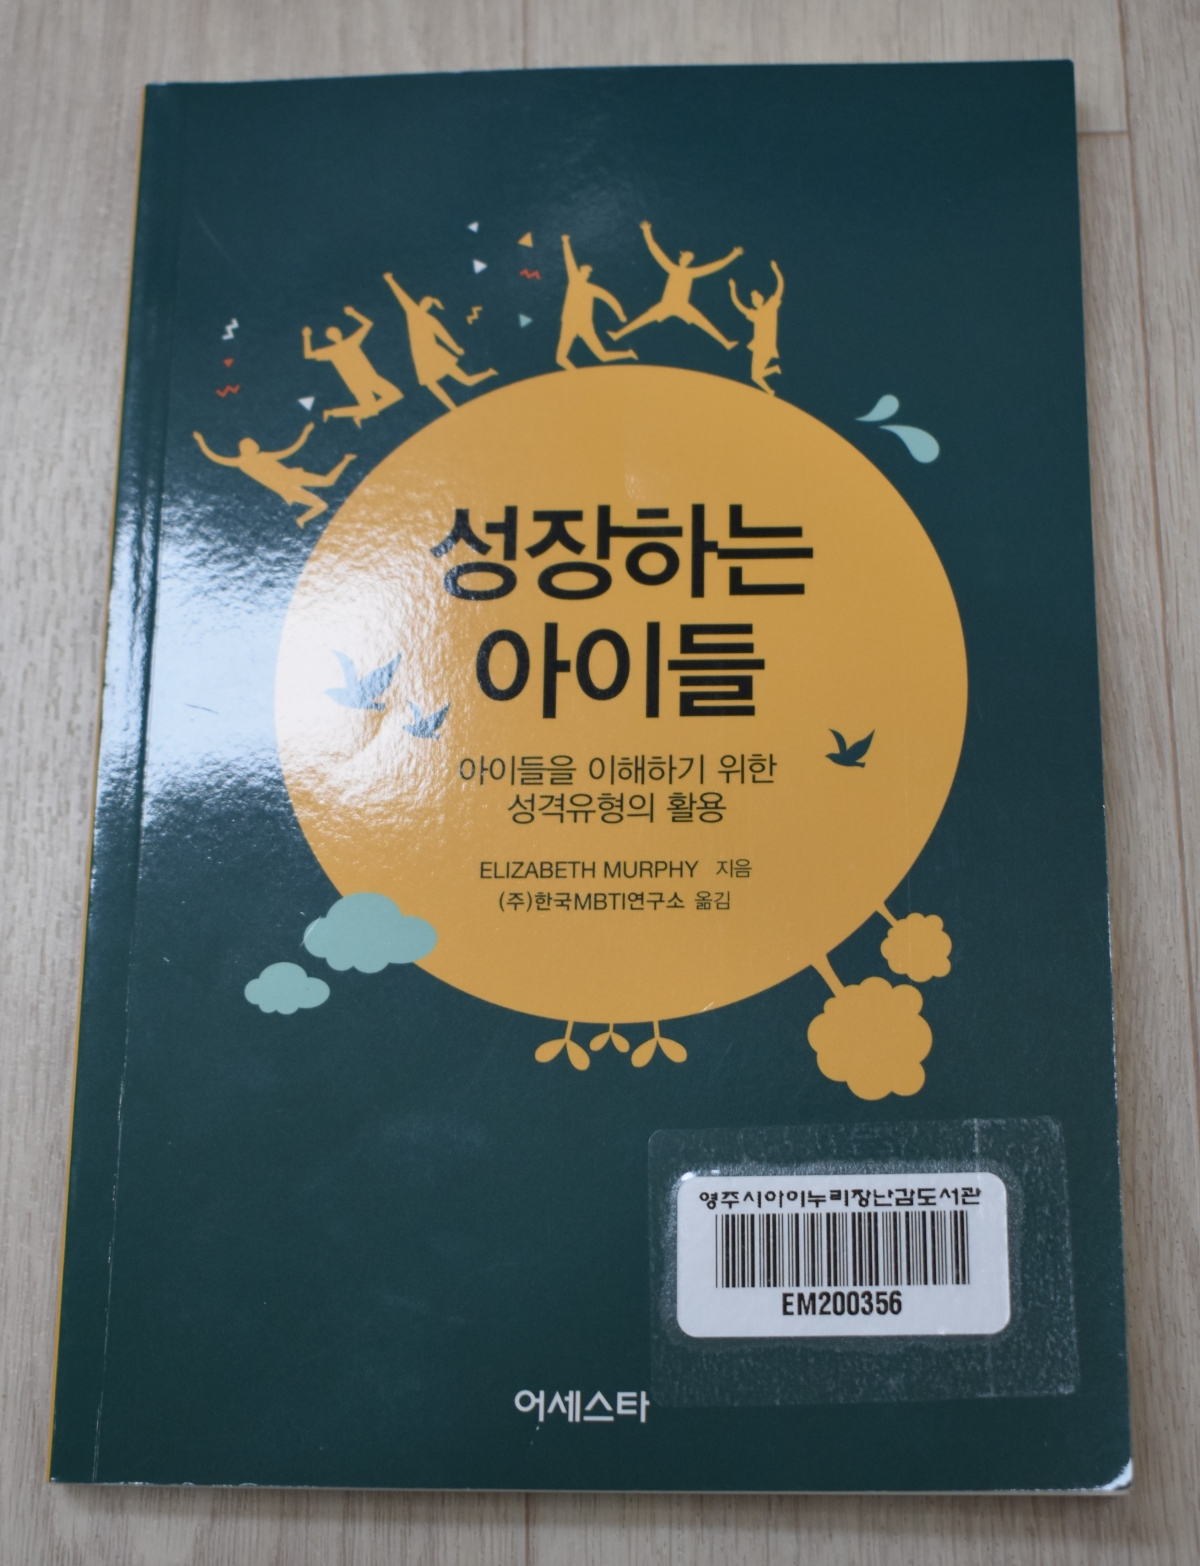 성장하는
아이들
아이들을 이해하기 위한
성격유형의 활용
ELIZABETH MURPHY 지음
(주)한국MBTI연구소 옮김
영주시아이누리장난감도서관
EM200356
어세스타